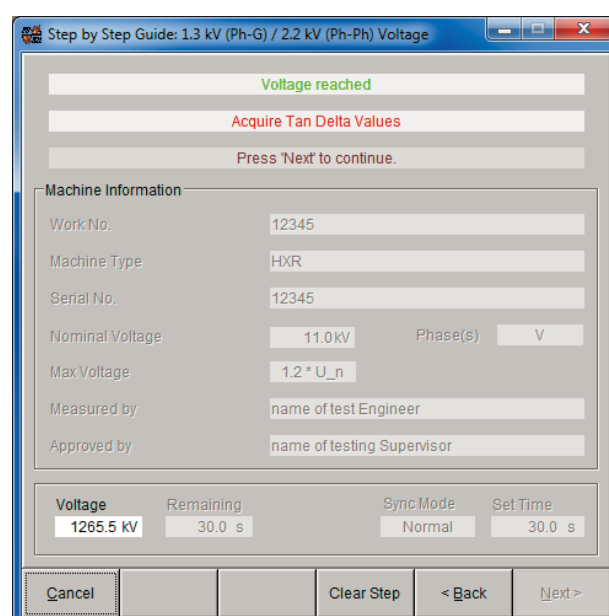 Step by Step Guide: 1.3 kV (Ph-G) / 2.2 kV (Ph-Ph) Voltage
Voltage reached
Acquire Tan Delta Values
Press 'Next' to continue.
Machine Information
Work No. 12345
Machine Type HXR
Serial No. 12345
Nominal Voltage 11.0 kV Phase(s) V
Max Voltage 1.2 * U_n
Measured by name of test Engineer
Approved by name of testing Supervisor
Voltage Remaining Sync Mode Set Time
1265.5 kV 30.0 s Normal 30.0 s
Cancel Clear Step < Back Next >